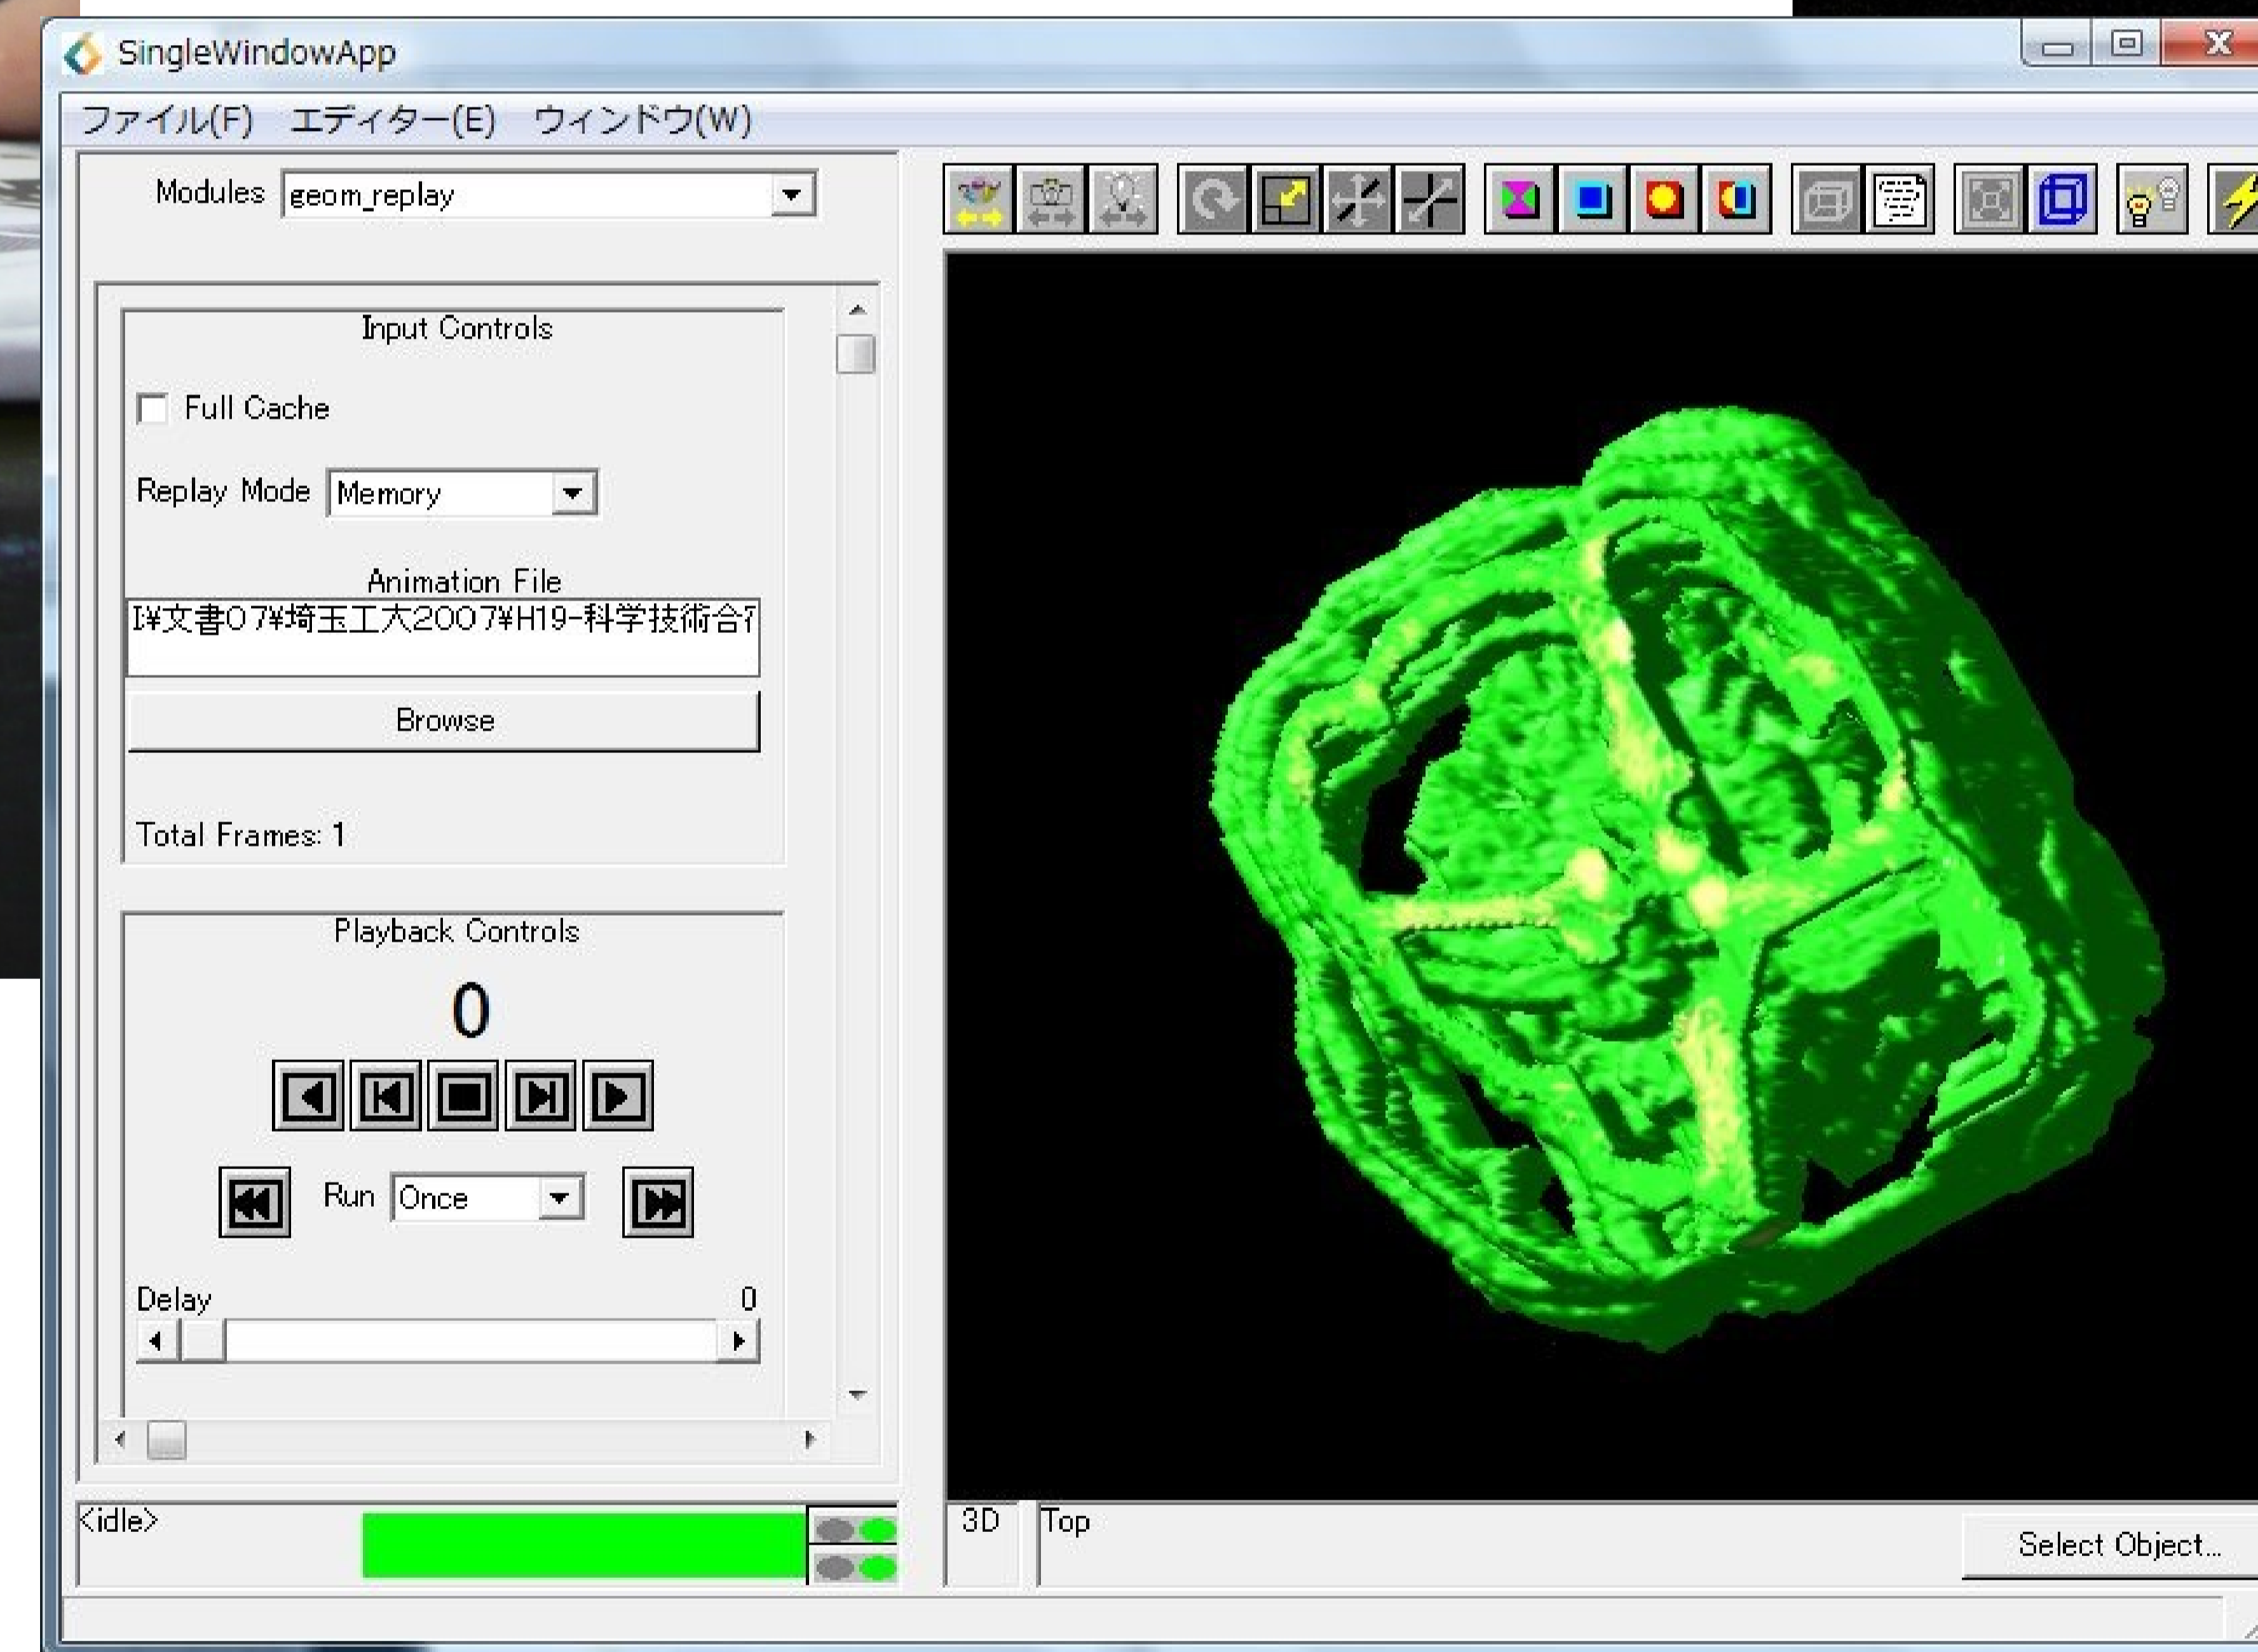 SingleWindowApp
ファイル(F) エディター(E) ウィンドウ(W)
Modules geom_replay
Input Controls
Full Cache
Replay Mode Memory
Animation File
I:¥文書07¥埼玉工大2007¥H19-科学技術合
Browse
Total Frames: 1
Playback Controls
0
Run Once
Delay 0
<idle>
3D Top
Select Object...